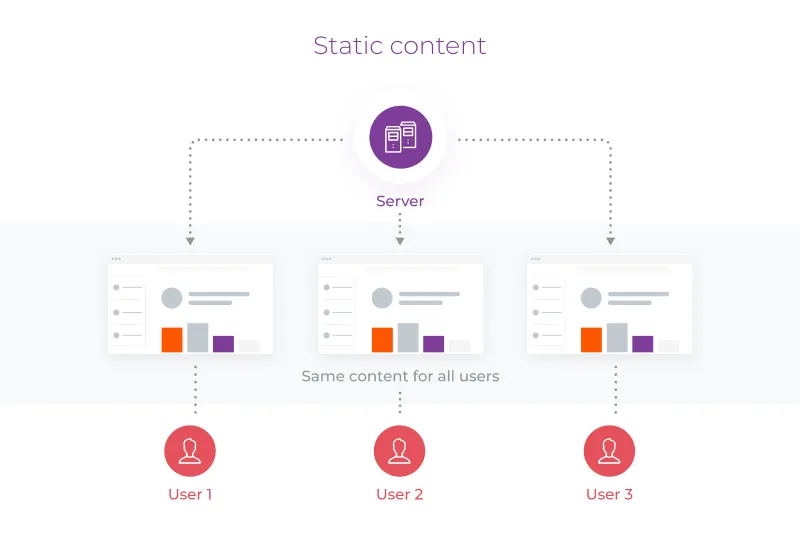 Static content
Server
Same content for all users
User 1
User 2
User 3